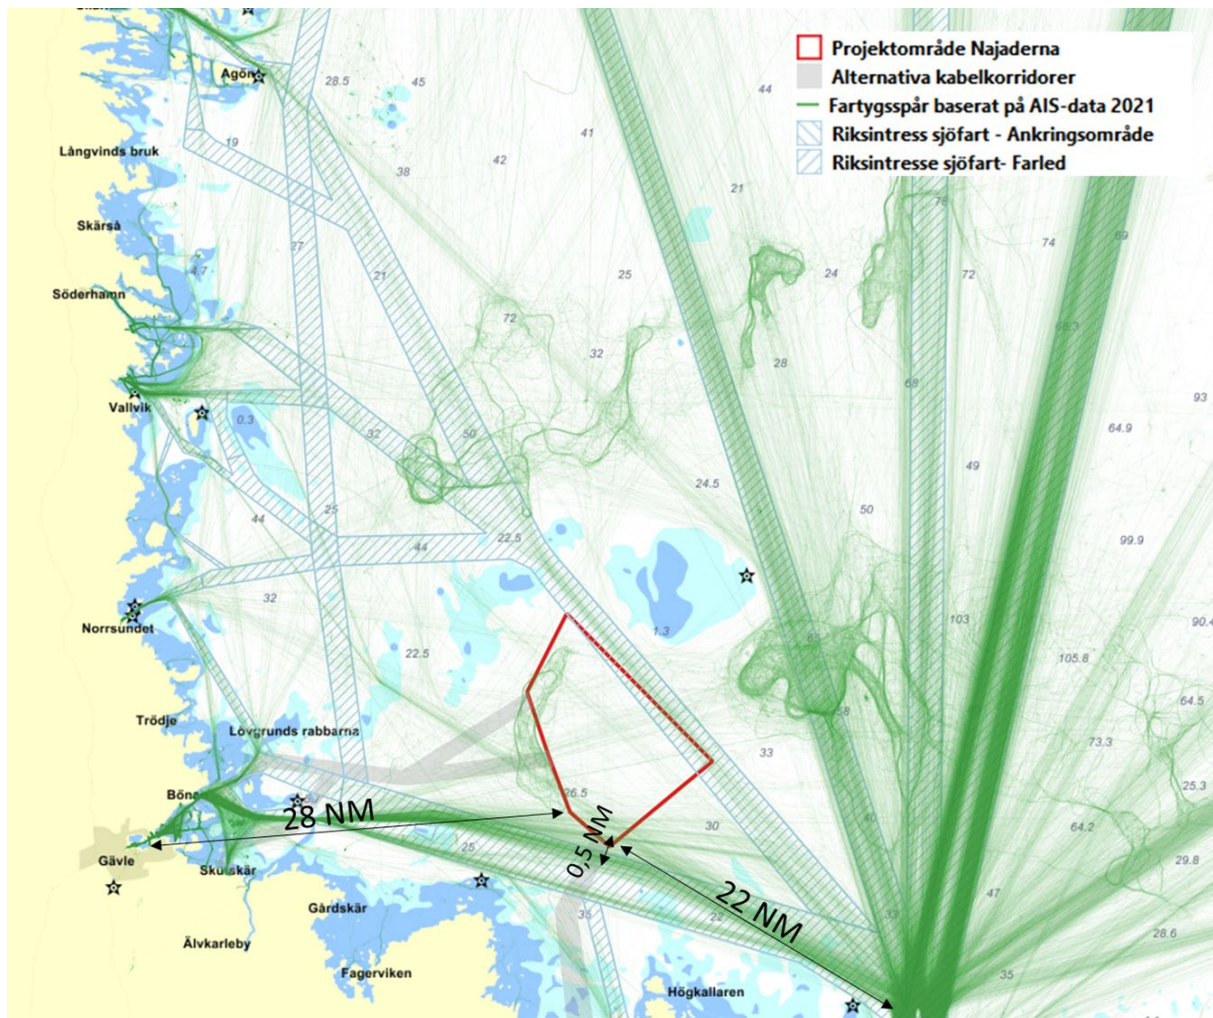 Agön
28.5
45
44
Projektområde Najaderna
Alternativa kabelkorridorer
Fartygsspår baserat på AIS-data 2021
Riksintress sjöfart - Ankringsområde
Riksintresse sjöfart- Farled
Långvinds bruk
19
41
42
38
21
76
Skärså
27
74
69
4.7
21
25
24
72
Söderhamn
72
32
28
68
Vallvik
0.3
32
50
93
64.9
49
24.5
44
25
50
22.5
44
99.9
32
103
Norrsundet
1.3
90.4
22.5
105.8
64.5
Trödje
Lövgrunds rabbarna
33
73.3
25.3
Bönan
26.5
28 NM
30
40
64.2
0,5 NM
25
Gävle
Skutskär
29.8
47
22 NM
Gårdskär
35
22
33
28.6
Älvkarleby
Fagerviken
35
Högkallaren